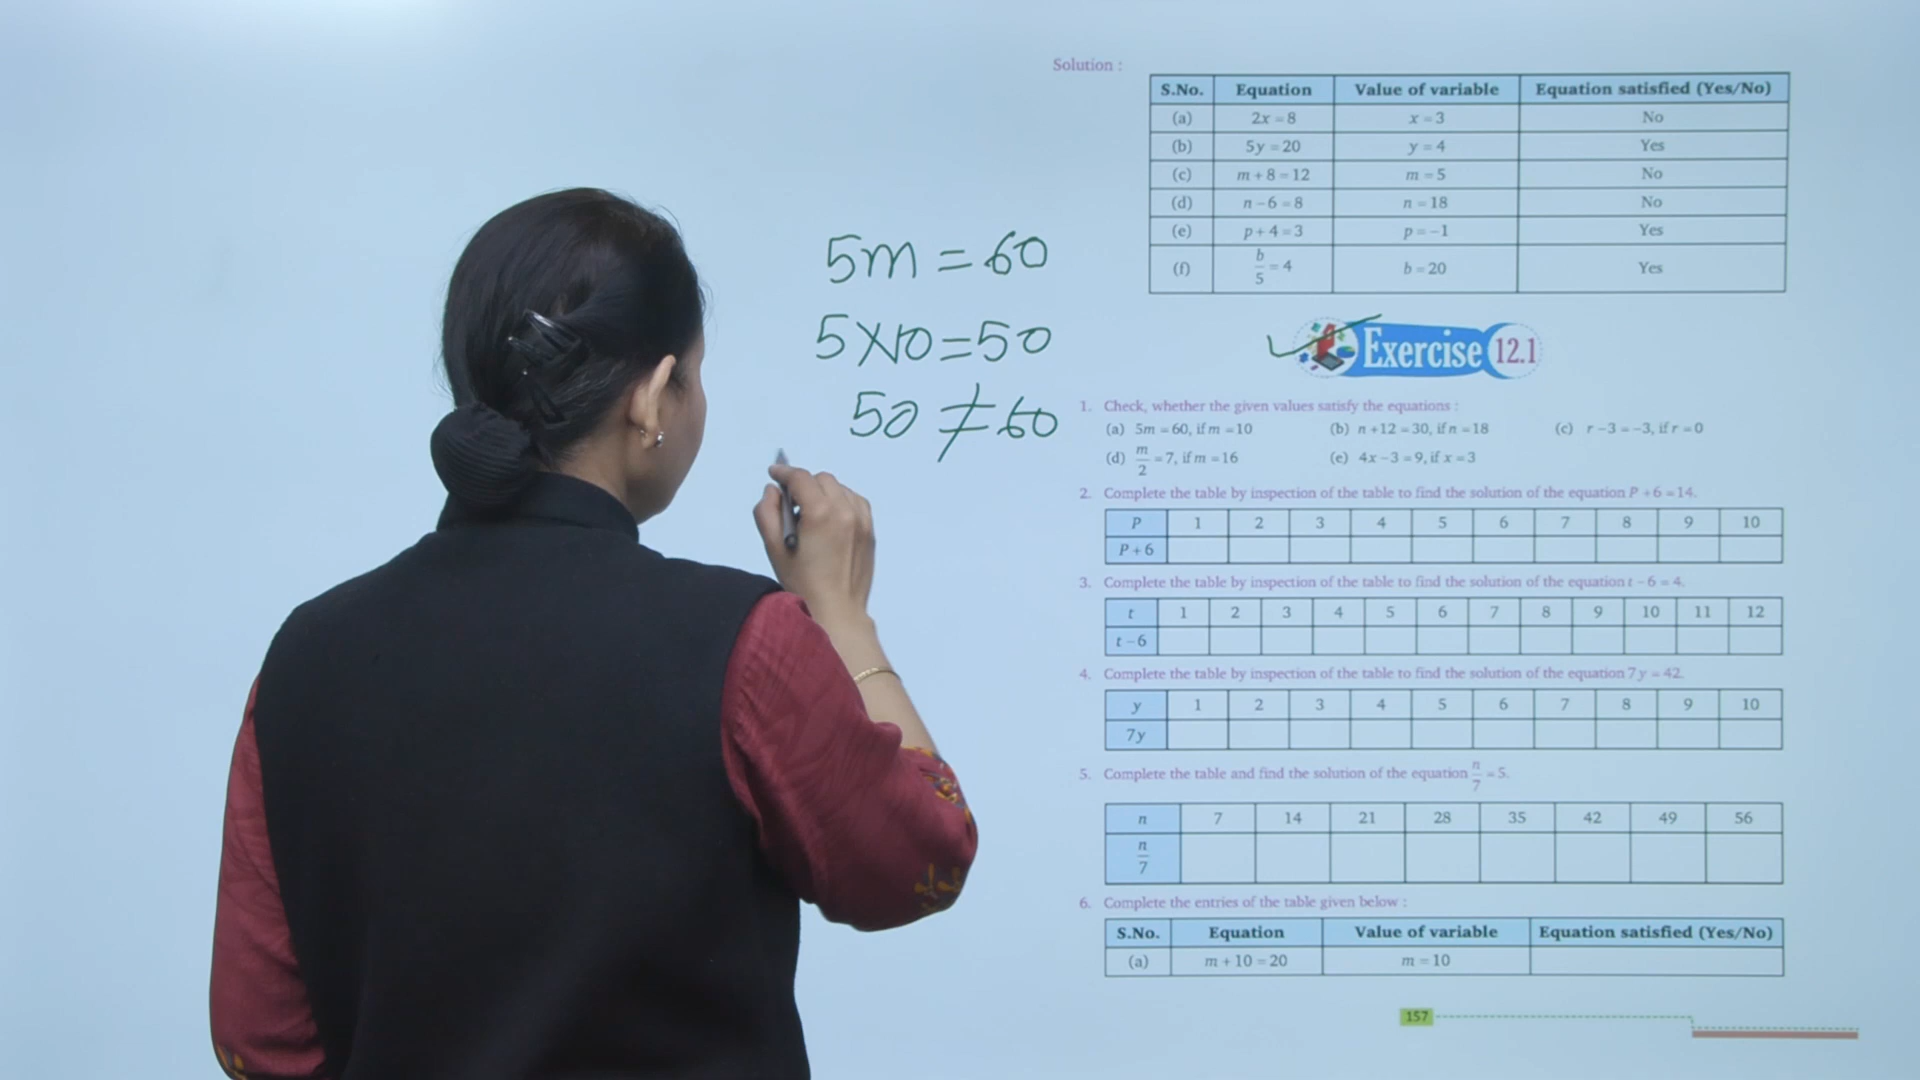 5m = 60
5×10=50
50 ≠ 60
Solution :
S.No. Equation Value of variable Equation satisfied (Yes/No)
(a) 2x = 8 x = 3 No
(b) 5y = 20 y = 4 Yes
(c) m + 8 = 12 m = 5 No
(d) n - 6 = 8 n = 18 No
(e) p + 4 = 3 p = -1 Yes
(f) b/5 = 4 b = 20 Yes
Exercise 12.1
1. Check, whether the given values satisfy the equations :
(a) 5m = 60, if m = 10 (b) n + 12 = 30, if n = 18 (c) r - 3 = -3, if r = 0
(d) m/2 = 7, if m = 16 (e) 4x - 3 = 9, if x = 3
2. Complete the table by inspection of the table to find the solution of the equation P + 6 = 14.
P 1 2 3 4 5 6 7 8 9 10
P + 6
3. Complete the table by inspection of the table to find the solution of the equation t - 6 = 4.
t 1 2 3 4 5 6 7 8 9 10 11 12
t - 6
4. Complete the table by inspection of the table to find the solution of the equation 7y = 42.
y 1 2 3 4 5 6 7 8 9 10
7y
5. Complete the table and find the solution of the equation n/7 = 5.
n 7 14 21 28 35 42 49 56
n/7
6. Complete the entries of the table given below :
S.No. Equation Value of variable Equation satisfied (Yes/No)
(a) m + 10 = 20 m = 10
157